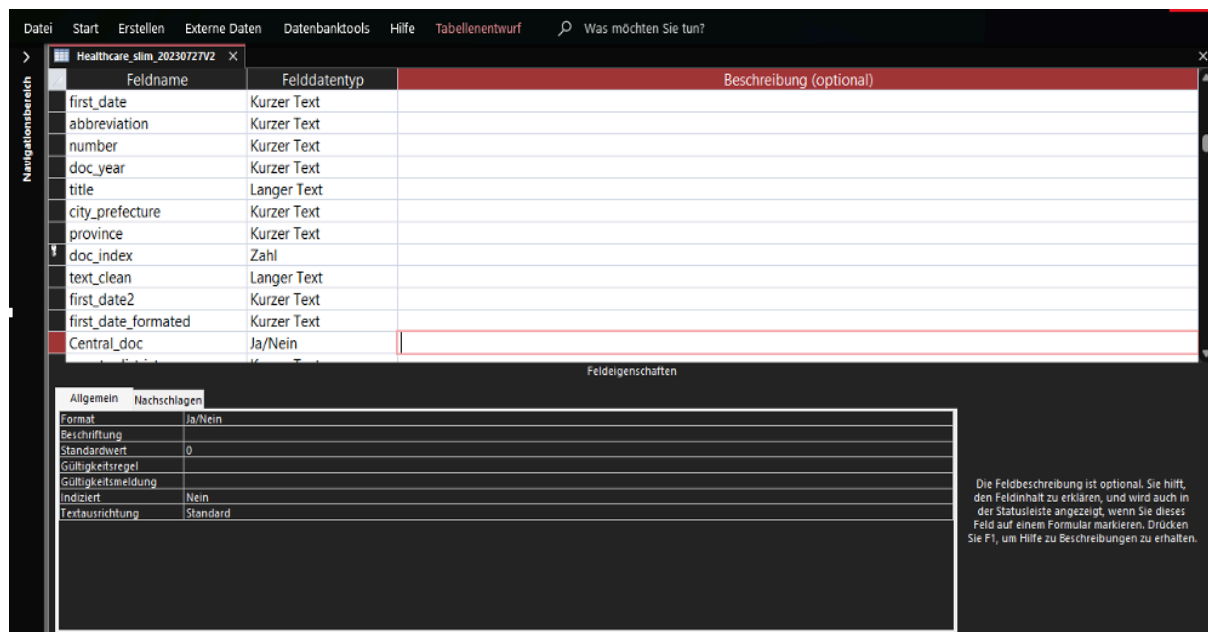 Datei Start Erstellen Externe Daten Datenbanktools Hilfe Tabellenentwurf Was möchten Sie tun?
Healthcare_slim_20230727V2
Navigationsbereich
Feldname Felddatentyp Beschreibung (optional)
first_date Kurzer Text
abbreviation Kurzer Text
number Kurzer Text
doc_year Kurzer Text
title Langer Text
city_prefecture Kurzer Text
province Kurzer Text
doc_index Zahl
text_clean Langer Text
first_date2 Kurzer Text
first_date_formated Kurzer Text
Central_doc Ja/Nein
Feldeigenschaften
Allgemein Nachschlagen
Format Ja/Nein
Beschriftung
Standardwert 0
Gültigkeitsregel
Gültigkeitsmeldung
Indiziert Nein
Textausrichtung Standard
Die Feldbeschreibung ist optional. Sie hilft,
den Feldinhalt zu erklären, und wird auch in
der Statusleiste angezeigt, wenn Sie dieses
Feld auf einem Formular markieren. Drücken
Sie F1, um Hilfe zu Beschreibungen zu erhalten.